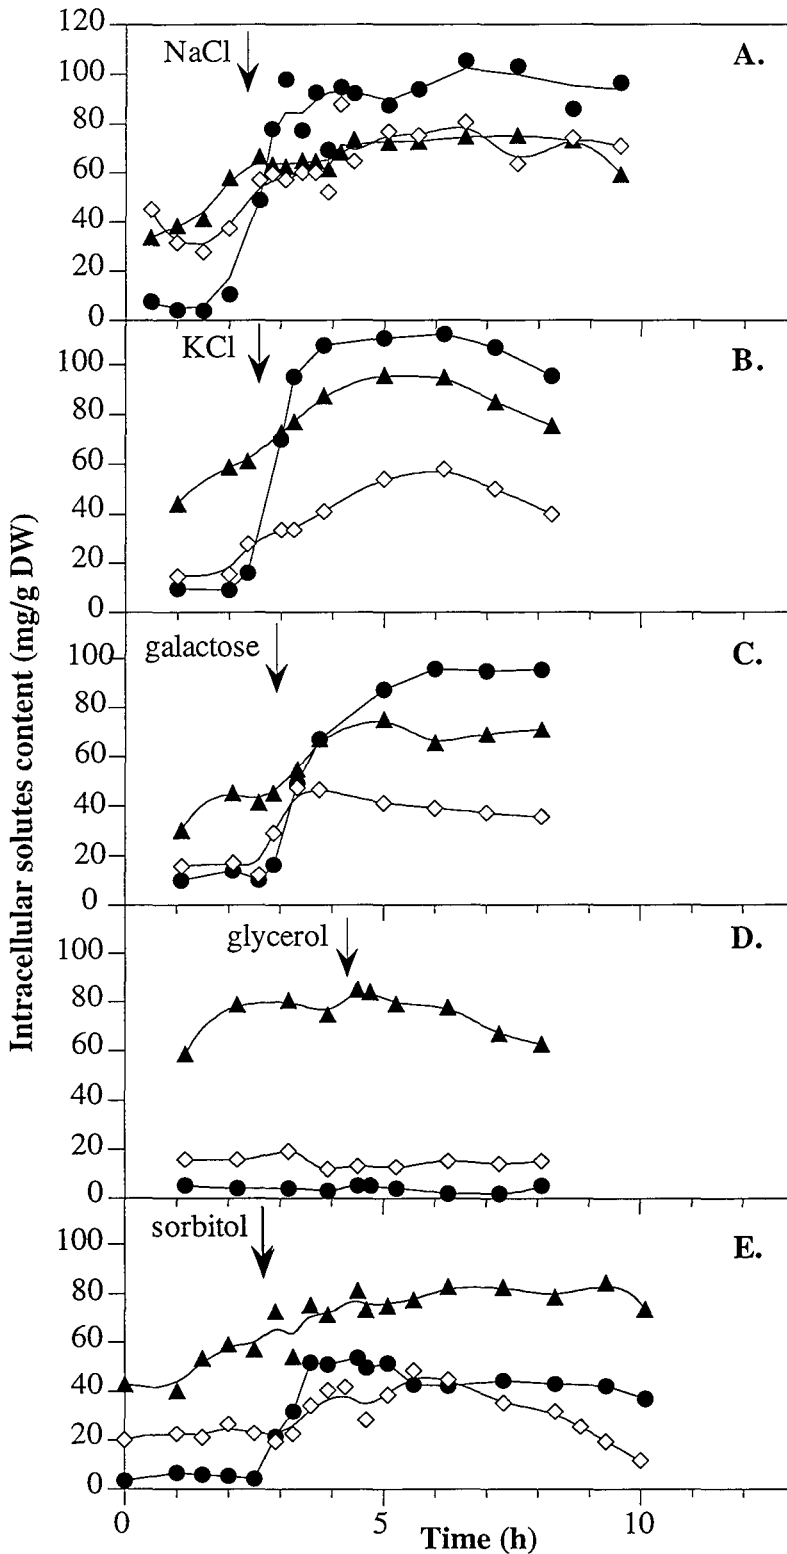 120
NaCl
A.
100
80
60
40
20
0
KCl
B.
100
80
60
40
20
0
galactose
C.
100
80
60
40
20
0
glycerol
D.
100
80
60
40
20
0
sorbitol
E.
100
80
60
40
20
0
0
5
10
Time (h)
Intracellular solutes content (mg/g DW)